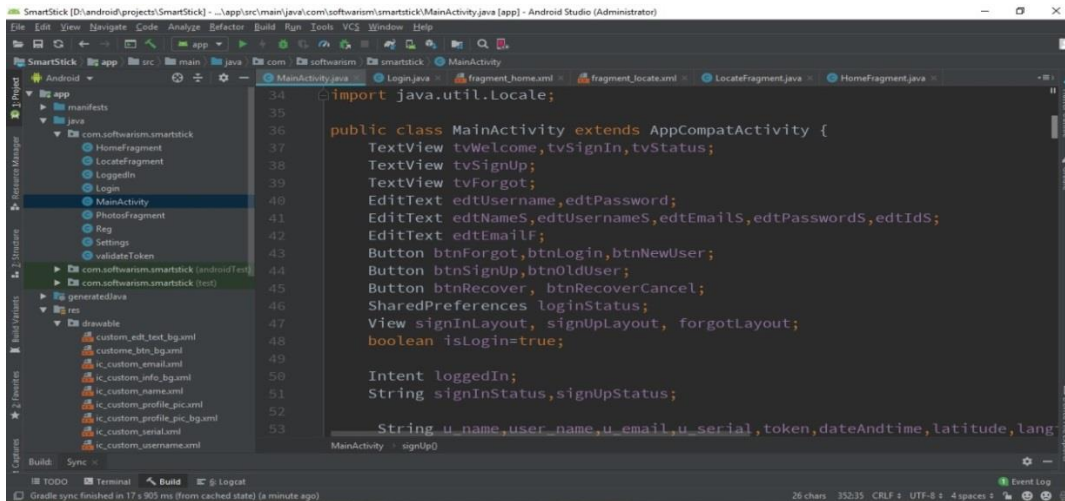 SmartStick [D:\android\projects\SmartStick] - ...\app\src\main\java\com\softwarism\smartstick\MainActivity.java [app] - Android Studio (Administrator)
File Edit View Navigate Code Analyze Refactor Build Run Tools VCS Window Help
app
SmartStick app src main java com softwarism smartstick MainActivity
Android
MainActivity.java Login.java fragment_home.xml fragment_locate.xml LocateFragment.java HomeFragment.java
1: Project
Resource Manager
Z: Structure
Build Variants
2: Favorites
Captures
app
manifests
java
com.softwarism.smartstick
HomeFragment
LocateFragment
LoggedIn
Login
MainActivity
PhotosFragment
Reg
Settings
validateToken
com.softwarism.smartstick (androidTest)
com.softwarism.smartstick (test)
generatedJava
res
drawable
custom_edt_text_bg.xml
custome_btn_bg.xml
ic_custom_email.xml
ic_custom_info_bg.xml
ic_custom_name.xml
ic_custom_profile_pic.xml
ic_custom_profile_pic_bg.xml
ic_custom_serial.xml
ic_custom_username.xml
34 import java.util.Locale;
35
36 public class MainActivity extends AppCompatActivity {
37 TextView tvWelcome,tvSignIn,tvStatus;
38 TextView tvSignUp;
39 TextView tvForgot;
40 EditText edtUsername,edtPassword;
41 EditText edtNameS,edtUsernameS,edtEmailS,edtPasswordS,edtIdS;
42 EditText edtEmailF;
43 Button btnForgot,btnLogin,btnNewUser;
44 Button btnSignUp,btnOldUser;
45 Button btnRecover, btnRecoverCancel;
46 SharedPreferences loginStatus;
47 View signInLayout, signUpLayout, forgotLayout;
48 boolean isLogin=true;
49
50 Intent loggedIn;
51 String signInStatus,signUpStatus;
52
53 String u_name,user_name,u_email,u_serial,token,dateAndtime,latitude,lang
MainActivity signUp()
Build: Sync
TODO Terminal Build 6: Logcat Event Log
Gradle sync finished in 17 s 905 ms (from cached state) (a minute ago) 26 chars 352:35 CRLF UTF-8 4 spaces